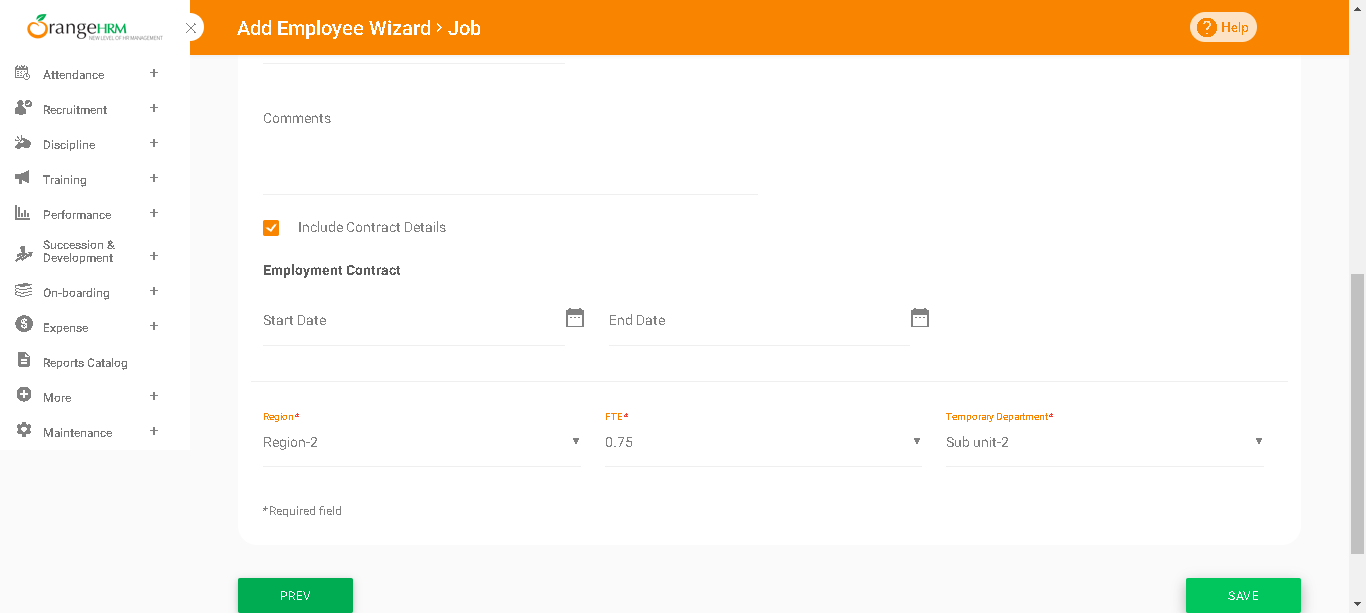 OrangeHRM
NEW LEVEL OF HR MANAGEMENT
Add Employee Wizard > Job
? Help
Attendance +
Recruitment +
Discipline +
Training +
Performance +
Succession &
Development +
On-boarding +
Expense +
Reports Catalog
More +
Maintenance +
Comments
Include Contract Details
Employment Contract
Start Date End Date
Region* FTE* Temporary Department*
Region-2 0.75 Sub unit-2
*Required field
PREV SAVE